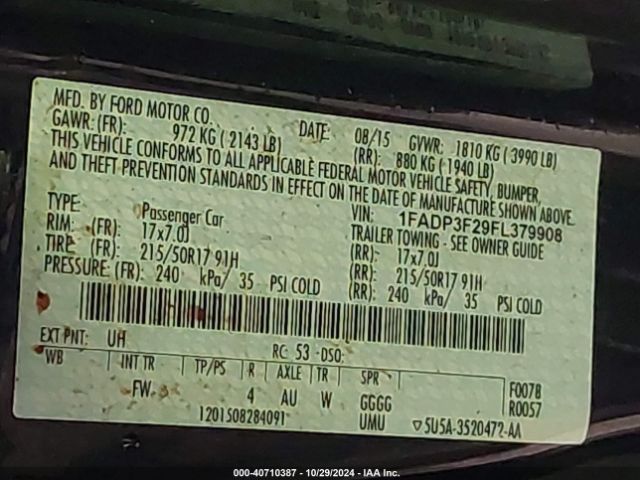 MFD. BY FORD MOTOR CO.
DATE: 08/15 GVWR: 1810 KG ( 3990 LB)
GAWR:(FR): 972 KG ( 2143 LB) (RR): 880 KG ( 1940 LB)
THIS VEHICLE CONFORMS TO ALL APPLICABLE FEDERAL MOTOR VEHICLE SAFETY, BUMPER,
AND THEFT PREVENTION STANDARDS IN EFFECT ON THE DATE OF MANUFACTURE SHOWN ABOVE.
VIN: 1FADP3F29FL379908
TYPE: Passenger Car TRAILER TOWING - SEE OWNER GUIDE
RIM: (FR): 17x7.0J (RR): 17x7.0J
TIRE (FR): 215/50R17 91H (RR): 215/50R17 91H
PRESSURE:(FR): 240 kPa/ 35 PSI COLD (RR): 240 kPa/ 35 PSI COLD
EXT PNT: UH RC: 53 DSO:
WB INT TR TP/PS R AXLE TR SPR
FW 4 AU W GGGG F0078
UMU R0057
1201508284091 ▽5U5A-3520472-AA
000-40710387 - 10/29/2024 - IAA Inc.